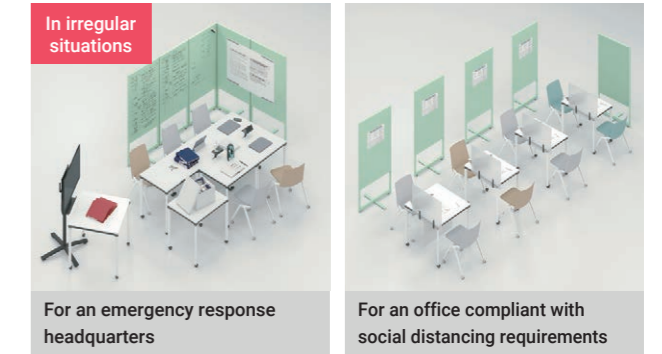 In irregular
situations
For an emergency response
headquarters
For an office compliant with
social distancing requirements